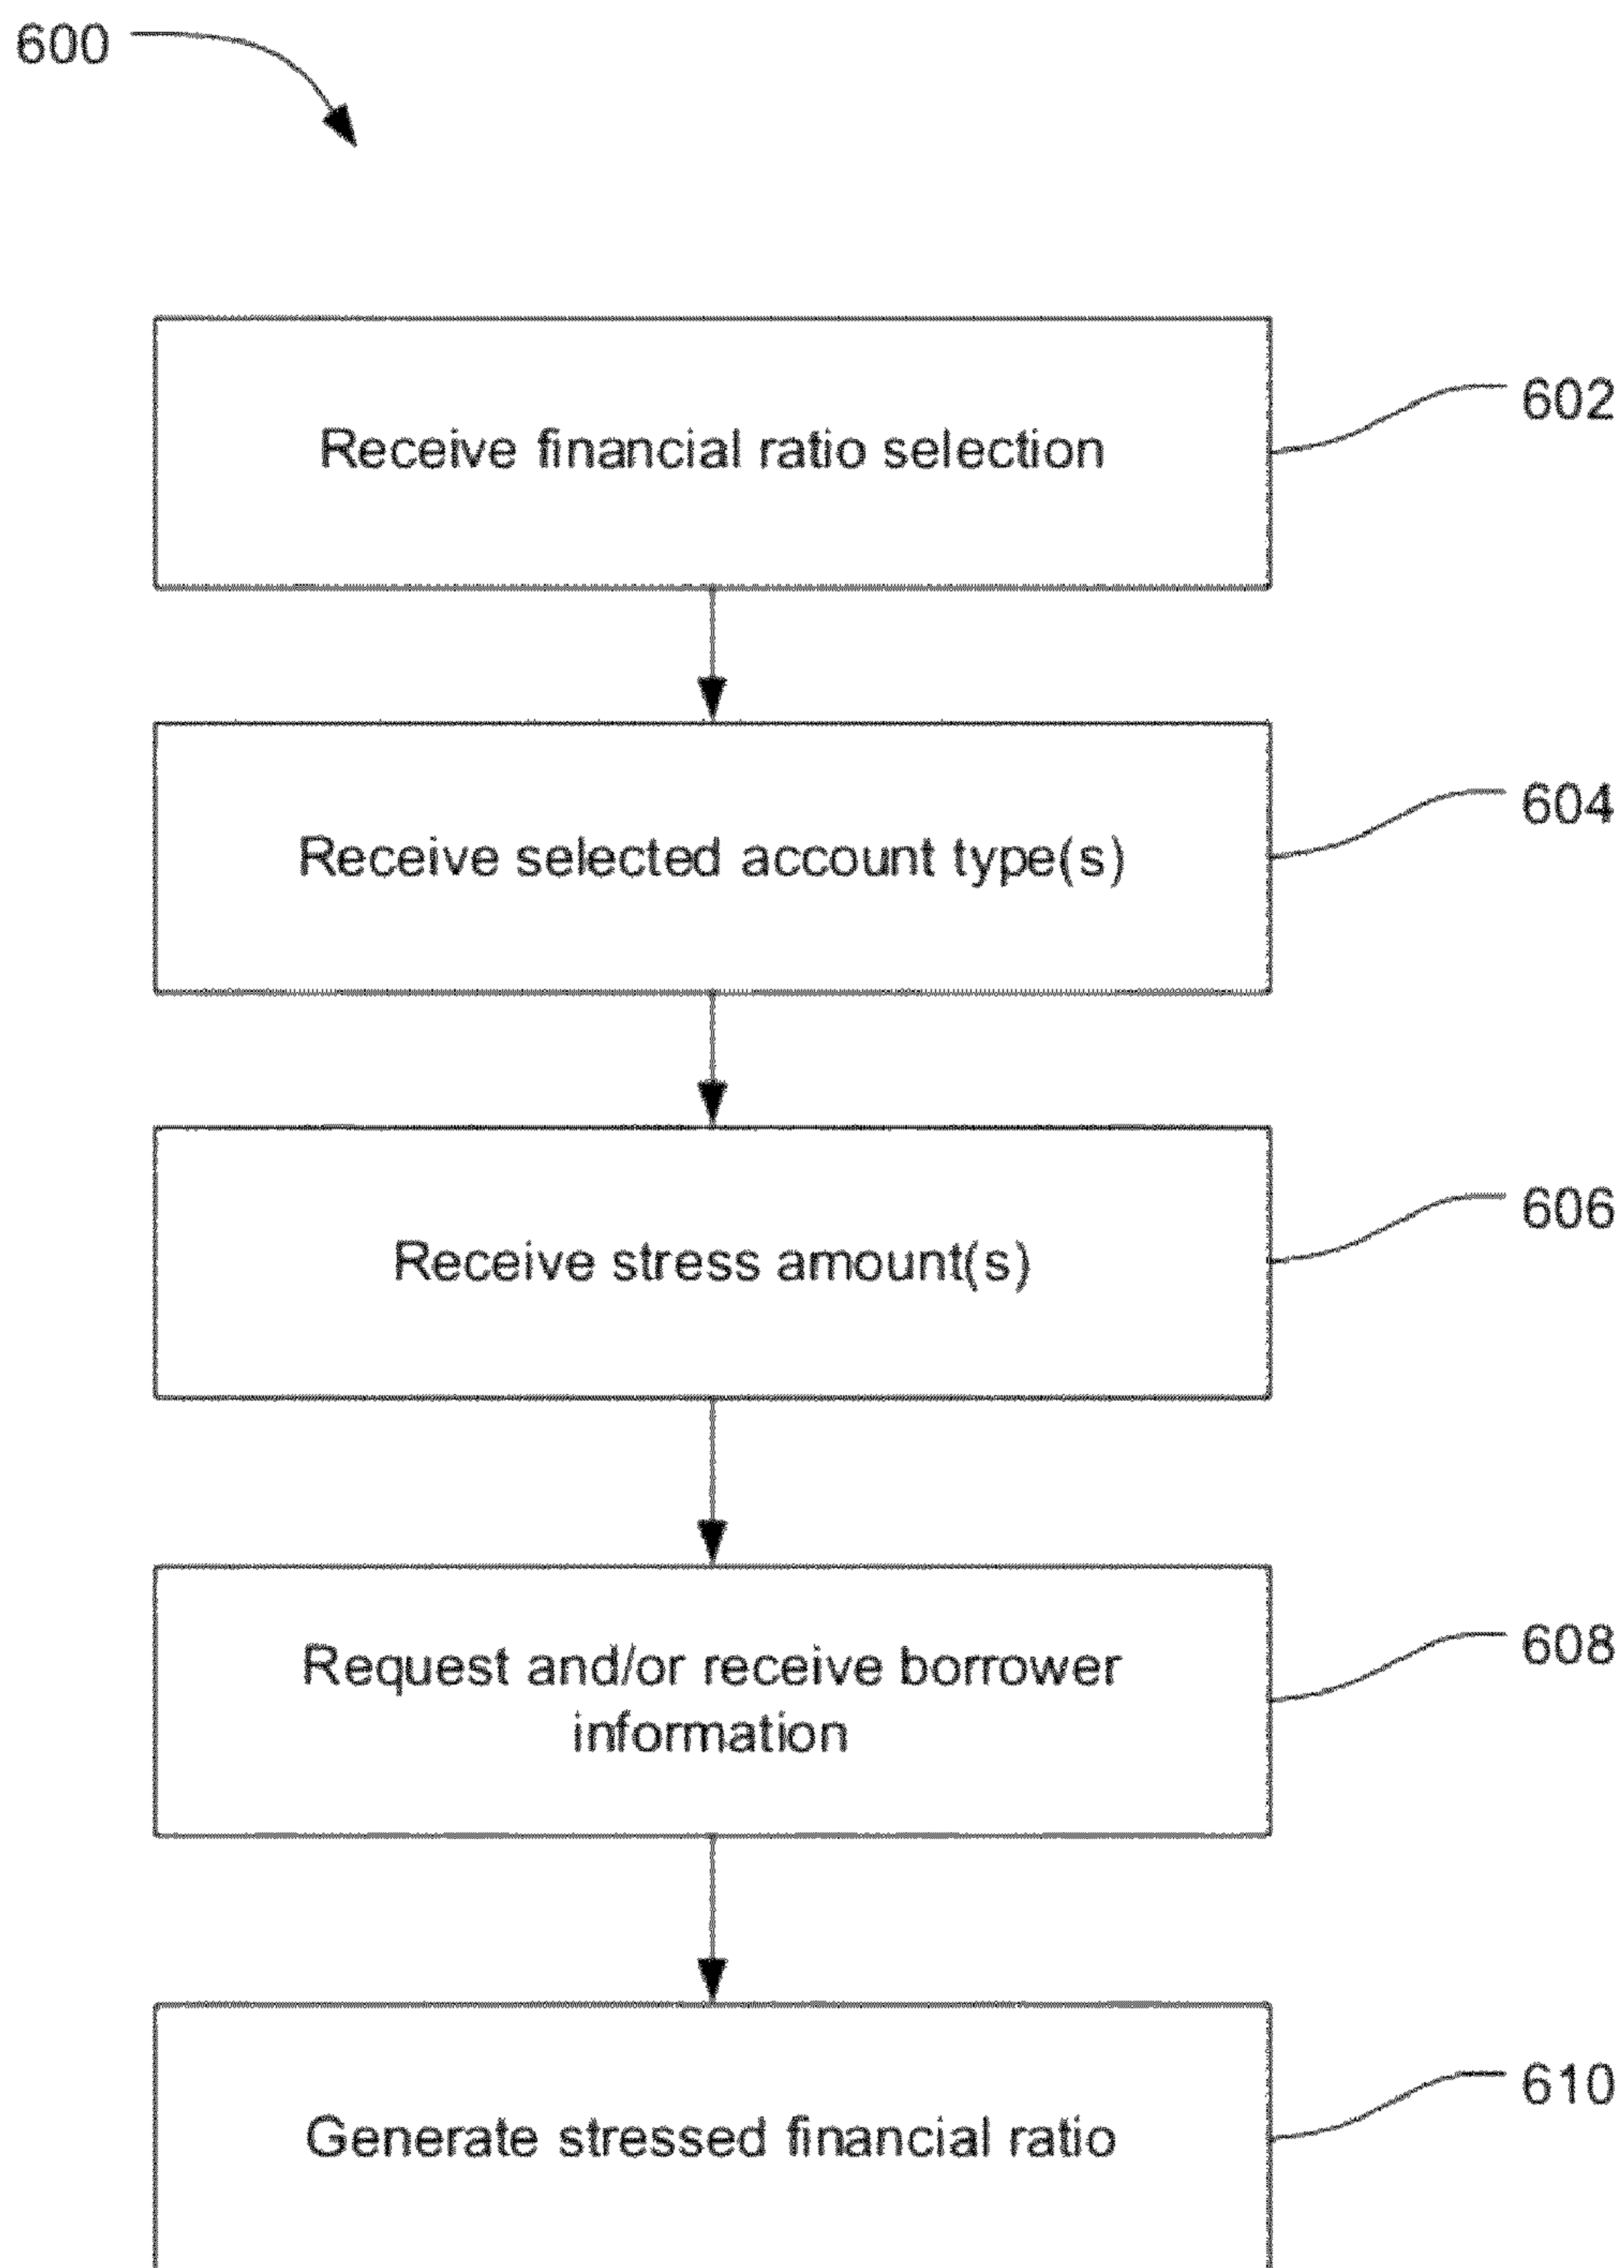 600
Receive financial ratio selection
602
Receive selected account type(s)
604
Receive stress amount(s)
606
Request and/or receive borrower
information
608
Generate stressed financial ratio
610